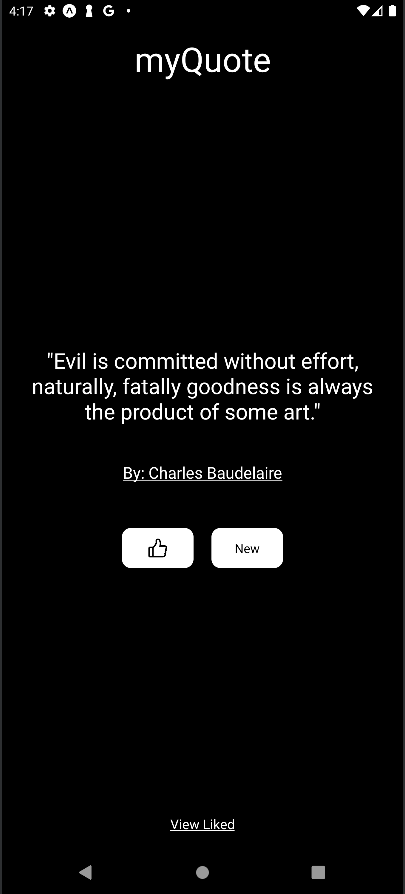 4:17
myQuote
"Evil is committed without effort,
naturally, fatally goodness is always
the product of some art."
By: Charles Baudelaire
New
View Liked